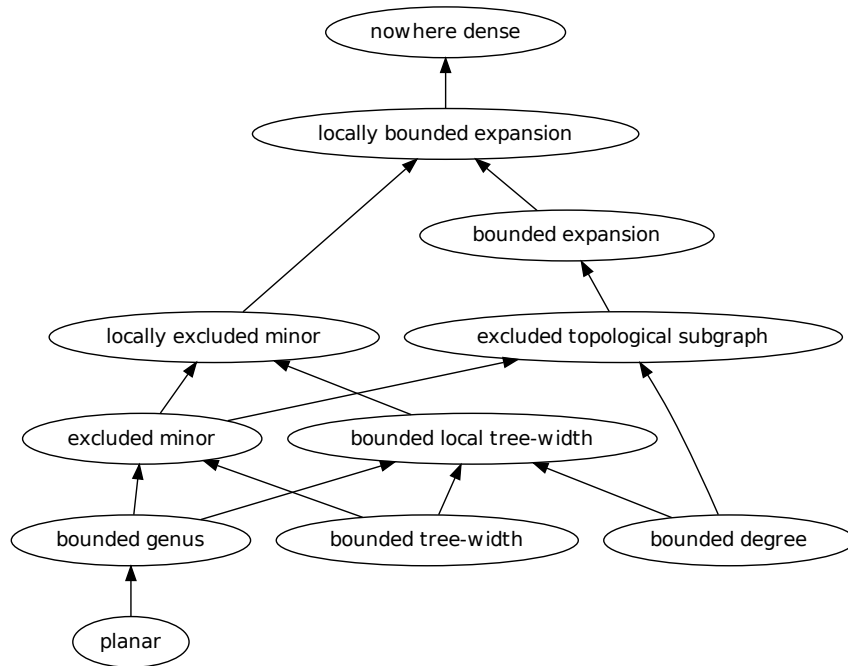 nowhere dense
locally bounded expansion
bounded expansion
locally excluded minor
excluded topological subgraph
excluded minor
bounded local tree-width
bounded genus
bounded tree-width
bounded degree
planar